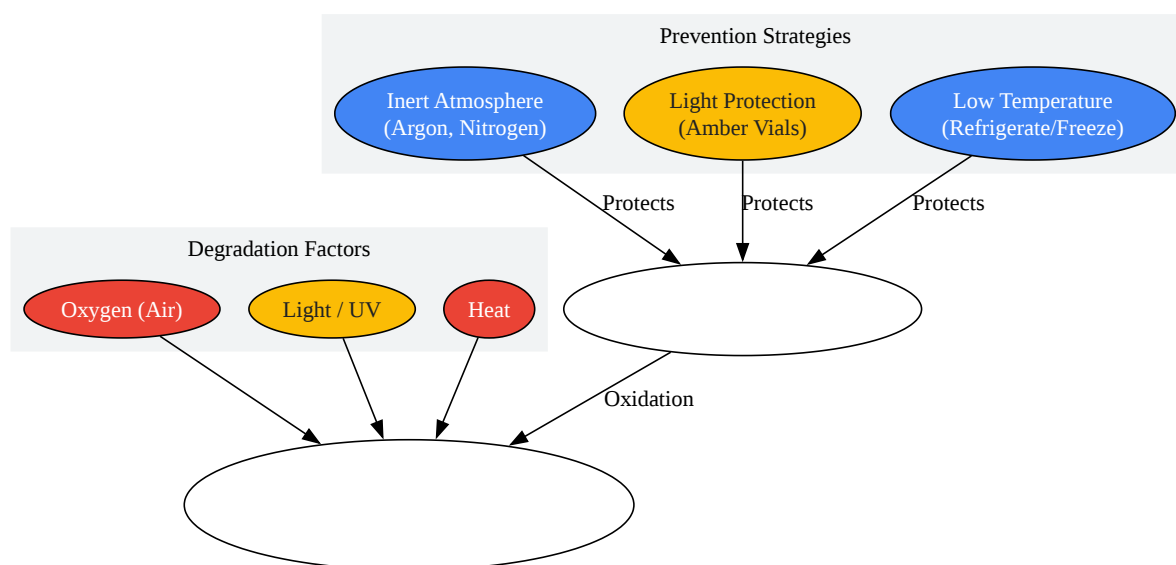 Prevention Strategies
Inert Atmosphere
(Argon, Nitrogen)
Light Protection
(Amber Vials)
Low Temperature
(Refrigerate/Freeze)
Protects
Protects
Protects
Degradation Factors
Oxygen (Air)
Light / UV
Heat
Oxidation